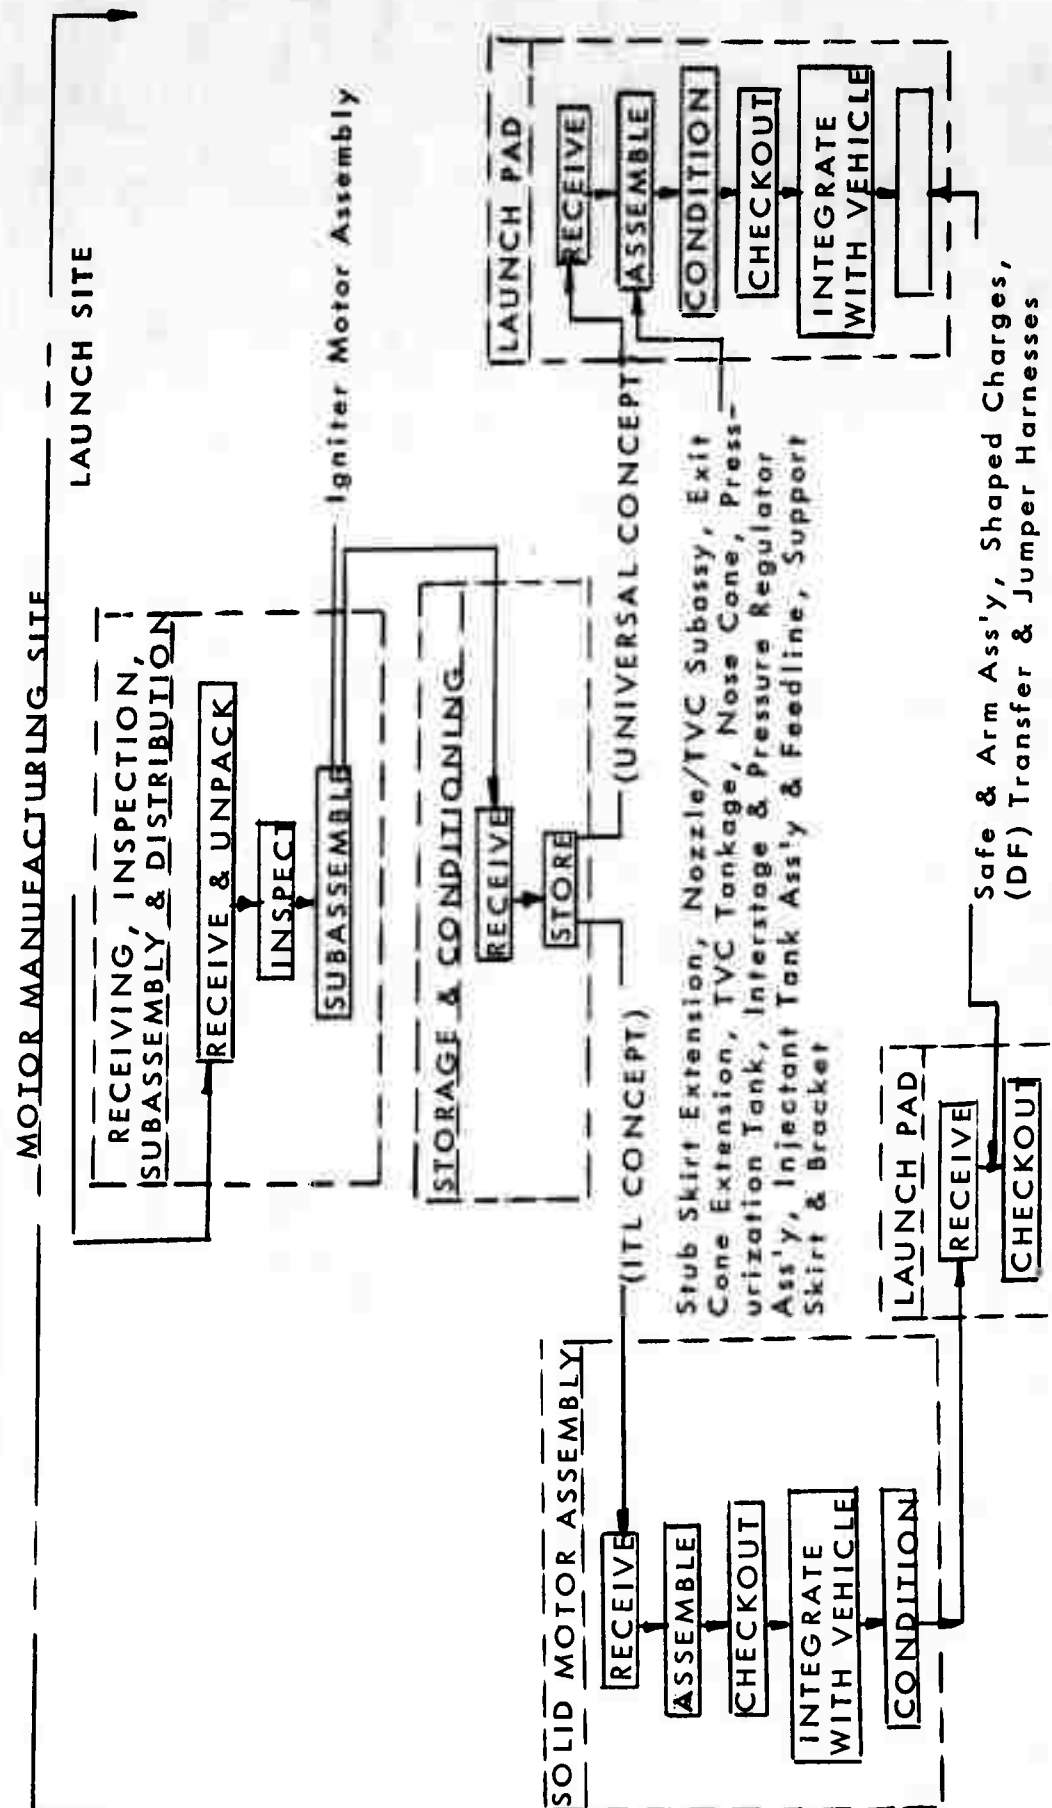 MOTOR MANUFACTURING SITE
LAUNCH SITE
RECEIVING, INSPECTION,
SUBASSEMBLY & DISTRIBUTION
RECEIVE & UNPACK
INSPECT
SUBASSEMBLE
Igniter Motor Assembly
STORAGE & CONDITIONING
RECEIVE
STORE
(ITL CONCEPT)
(UNIVERSAL CONCEPT)
SOLID MOTOR ASSEMBLY
RECEIVE
ASSEMBLE
CHECKOUT
INTEGRATE
WITH VEHICLE
CONDITION
Stub Skirt Extension, Nozzle/TVC Subassy, Exit
Cone Extension, TVC Tankage, Nose Cone, Press-
urization Tank, Interstage & Pressure Regulator
Ass'y, Injectant Tank Ass'y & Feedline, Support
Skirt & Bracket
LAUNCH PAD
RECEIVE
ASSEMBLE
CONDITION
CHECKOUT
INTEGRATE
WITH VEHICLE
LAUNCH PAD
RECEIVE
CHECKOUT
Safe & Arm Ass'y, Shaped Charges,
(DF) Transfer & Jumper Harnesses